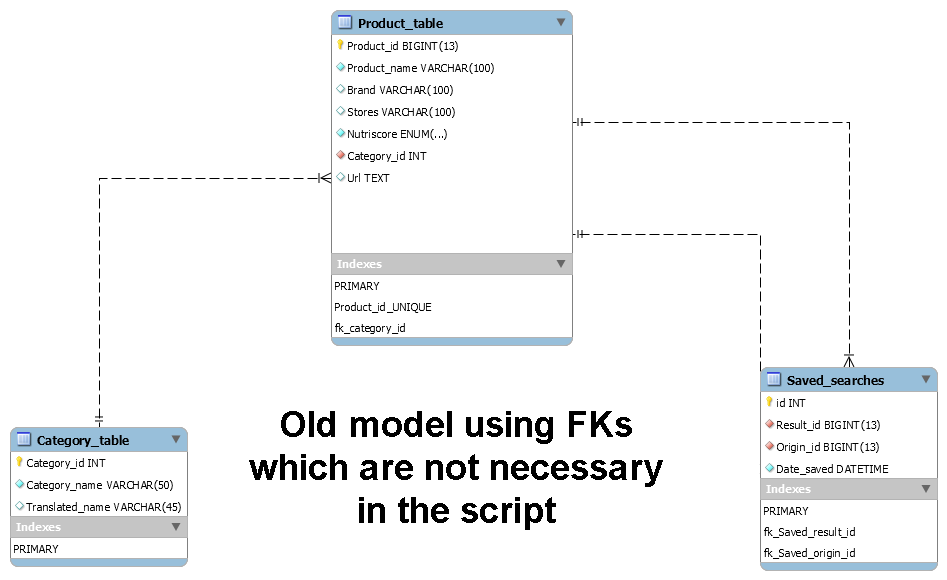 Product_table
Product_id BIGINT(13)
Product_name VARCHAR(100)
Brand VARCHAR(100)
Stores VARCHAR(100)
Nutriscore ENUM(...)
Category_id INT
Url TEXT
Indexes
PRIMARY
Product_id_UNIQUE
fk_category_id
Category_table
Category_id INT
Category_name VARCHAR(50)
Translated_name VARCHAR(45)
Indexes
PRIMARY
Old model using FKs
which are not necessary
in the script
Saved_searches
id INT
Result_id BIGINT(13)
Origin_id BIGINT(13)
Date_saved DATETIME
Indexes
PRIMARY
fk_Saved_result_id
fk_Saved_origin_id